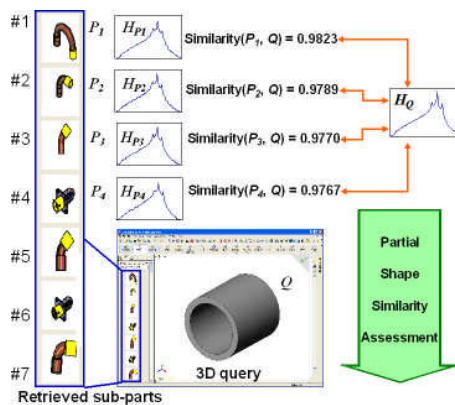 #1 P1 HP1 Similarity(P1, Q) = 0.9823
#2 P2 HP2 Similarity(P2, Q) = 0.9789
HQ
#3 P3 HP3 Similarity(P3, Q) = 0.9770
#4 P4 HP4 Similarity(P4, Q) = 0.9767
#5
#6
#7
Q
3D query
Partial
Shape
Similarity
Assessment
Retrieved sub-parts